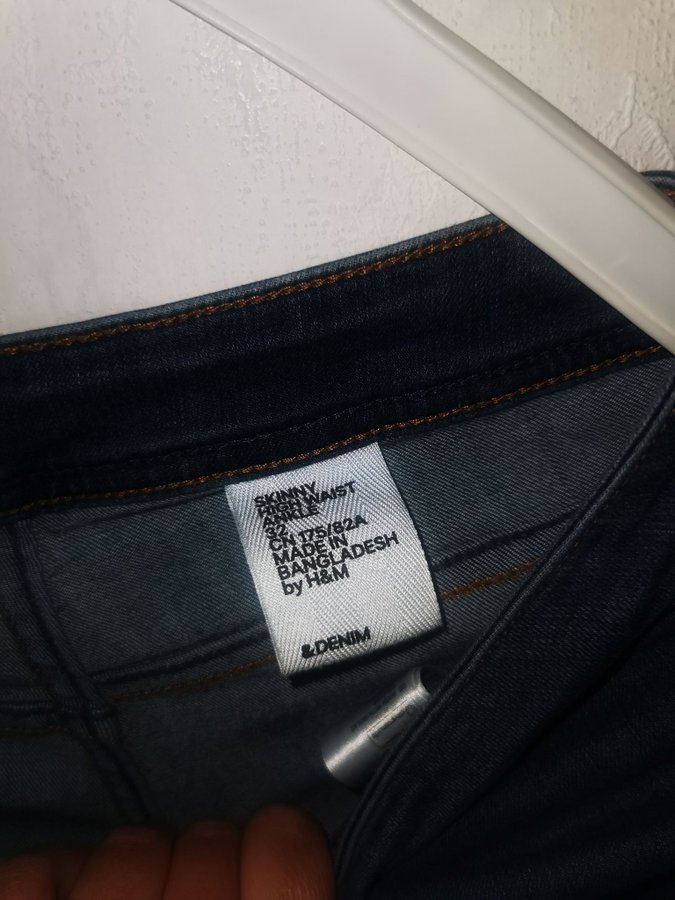 SKINNY
HIGH WAIST
ANKLE
32
CN 175/82A
MADE IN
BANGLADESH
by H&M
&DENIM